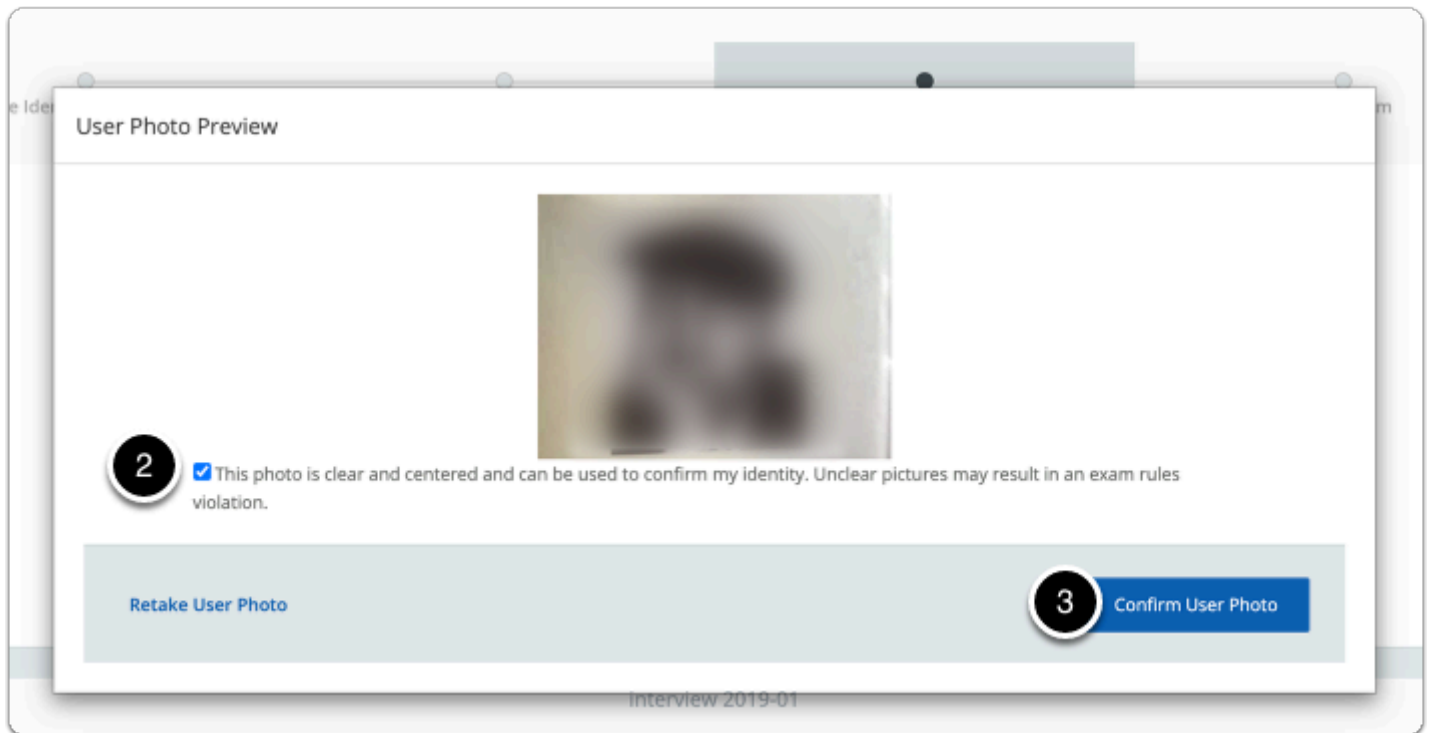 e Ide
m
User Photo Preview
2
This photo is clear and centered and can be used to confirm my identity. Unclear pictures may result in an exam rules
violation.
Retake User Photo
3
Confirm User Photo
Interview 2019-01